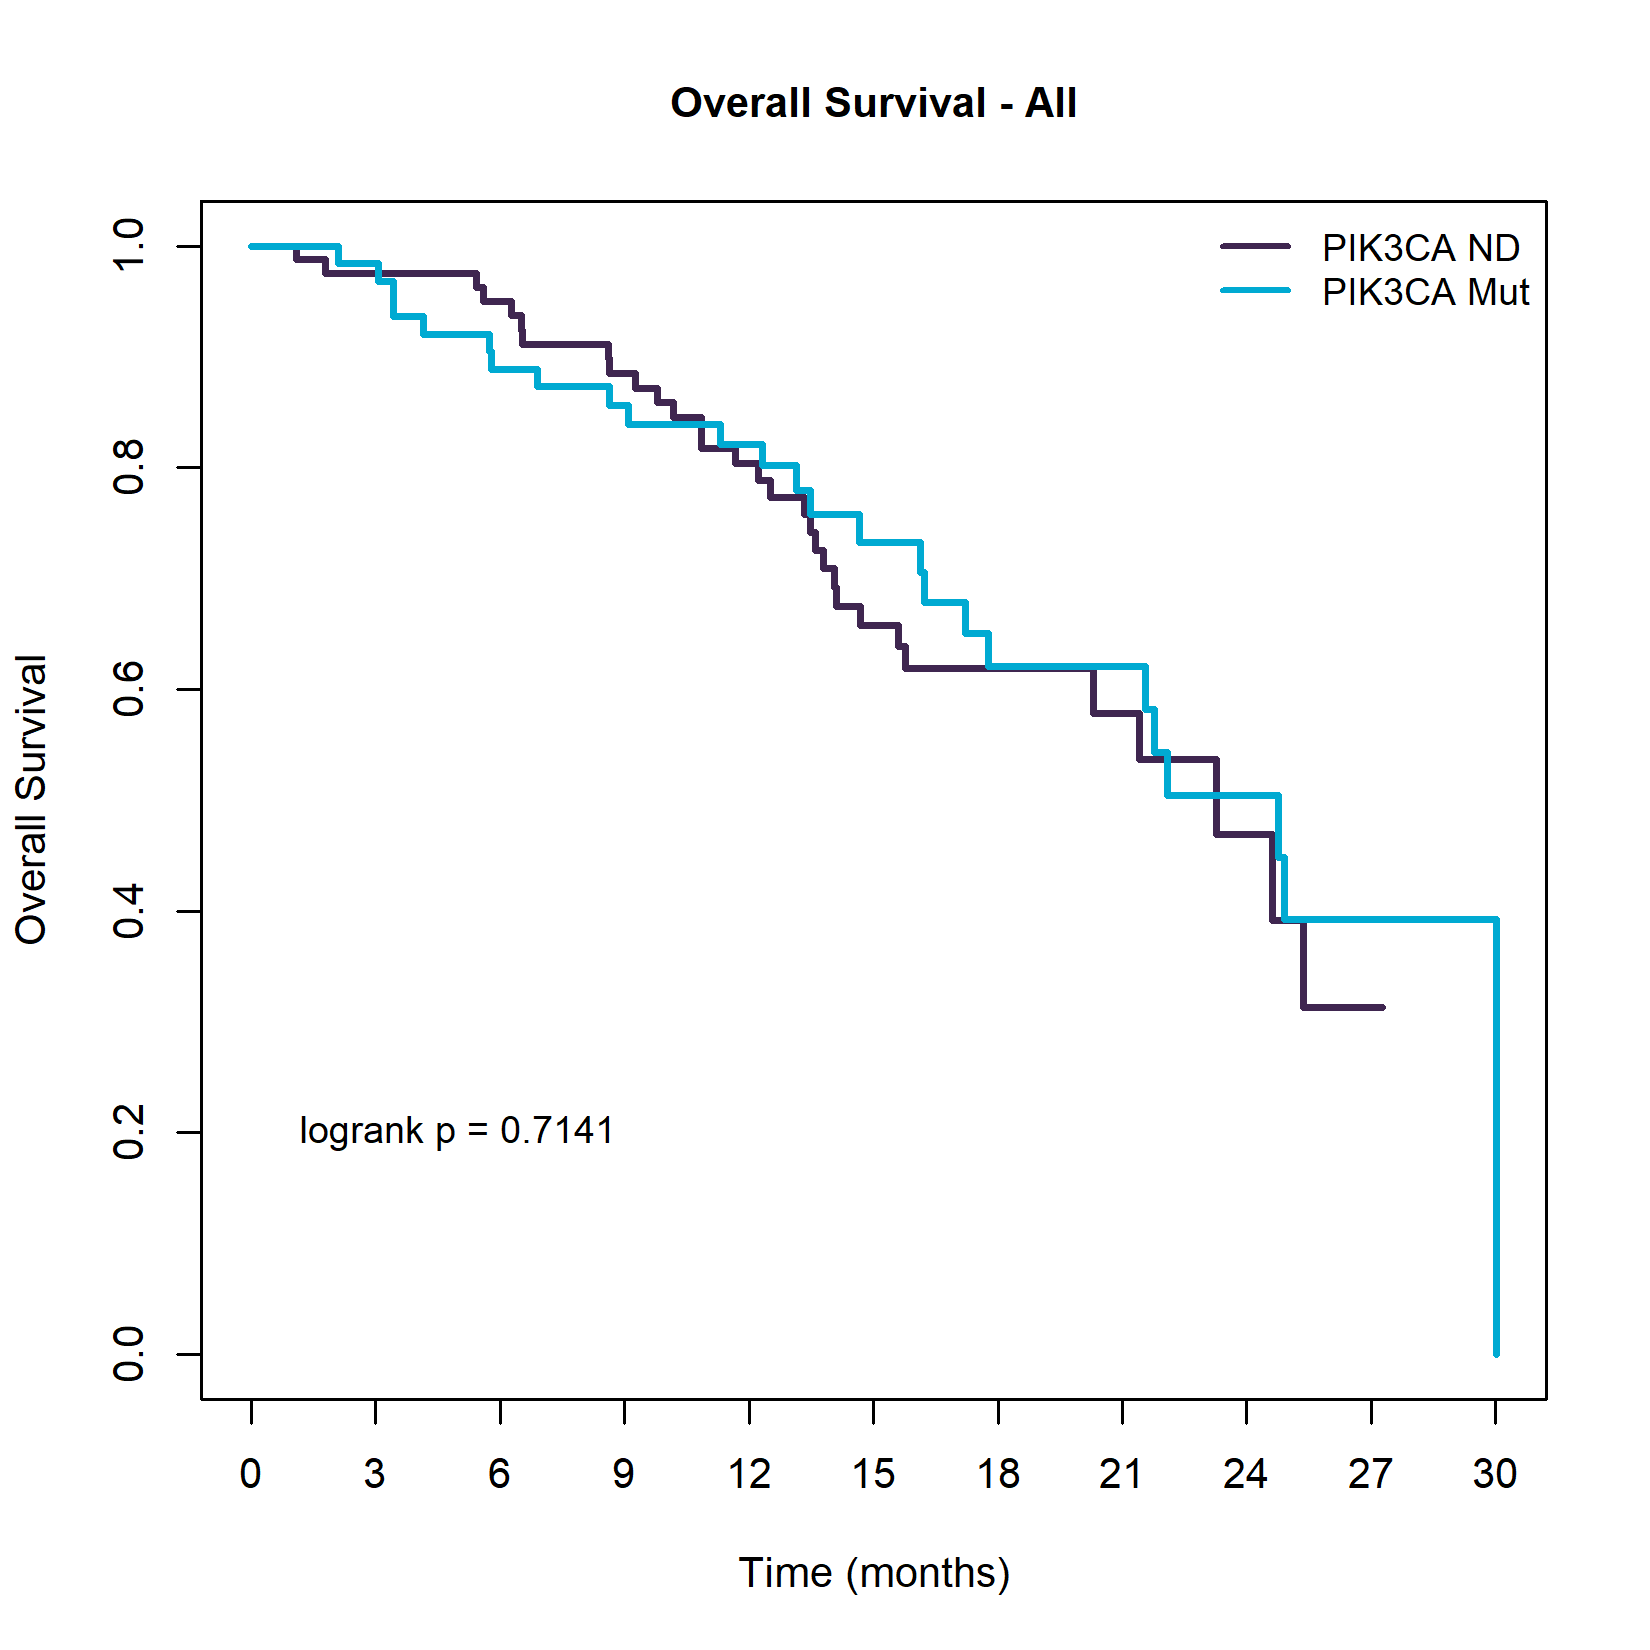 Overall Survival - All
PIK3CA ND
PIK3CA Mut
Overall Survival
1.0
0.8
0.6
0.4
0.2
0.0
logrank p = 0.7141
0 3 6 9 12 15 18 21 24 27 30
Time (months)